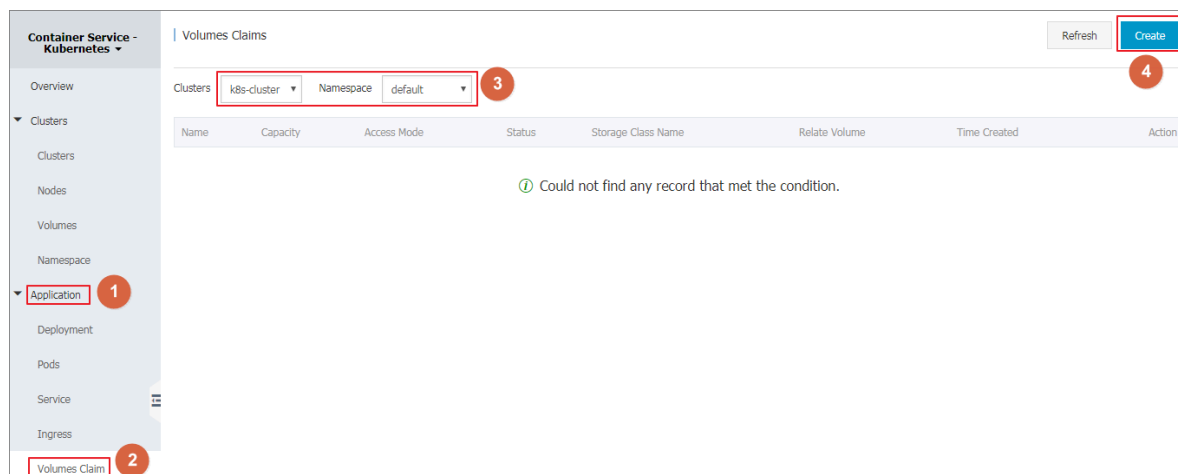 Container Service -
Kubernetes
Overview
Clusters
Clusters
Nodes
Volumes
Namespace
Application 1
Deployment
Pods
Service
Ingress
Volumes Claim 2
Volumes Claims
Refresh Create
4
Clusters k8s-cluster Namespace default 3
Name Capacity Access Mode Status Storage Class Name Relate Volume Time Created Action
Could not find any record that met the condition.